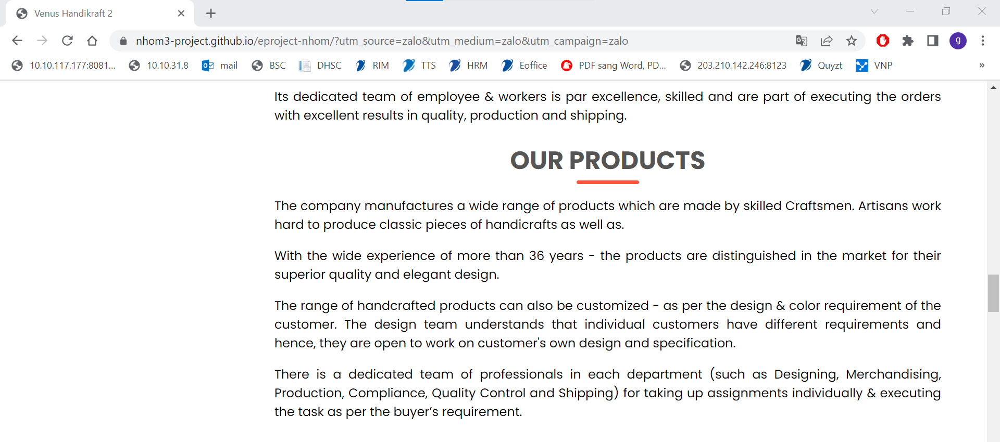 Venus Handikraft 2
nhom3-project.github.io/eproject-nhom/?utm_source=zalo&utm_medium=zalo&utm_campaign=zalo
g
10.10.117.177:8081... 10.10.31.8 mail BSC DHSC RIM TTS HRM Eoffice PDF sang Word, PD... 203.210.142.246:8123 Quyzt VNP »
Its dedicated team of employee & workers is par excellence, skilled and are part of executing the orders
with excellent results in quality, production and shipping.
OUR PRODUCTS
The company manufactures a wide range of products which are made by skilled Craftsmen. Artisans work
hard to produce classic pieces of handicrafts as well as.
With the wide experience of more than 36 years - the products are distinguished in the market for their
superior quality and elegant design.
The range of handcrafted products can also be customized - as per the design & color requirement of the
customer. The design team understands that individual customers have different requirements and
hence, they are open to work on customer's own design and specification.
There is a dedicated team of professionals in each department (such as Designing, Merchandising,
Production, Compliance, Quality Control and Shipping) for taking up assignments individually & executing
the task as per the buyer’s requirement.